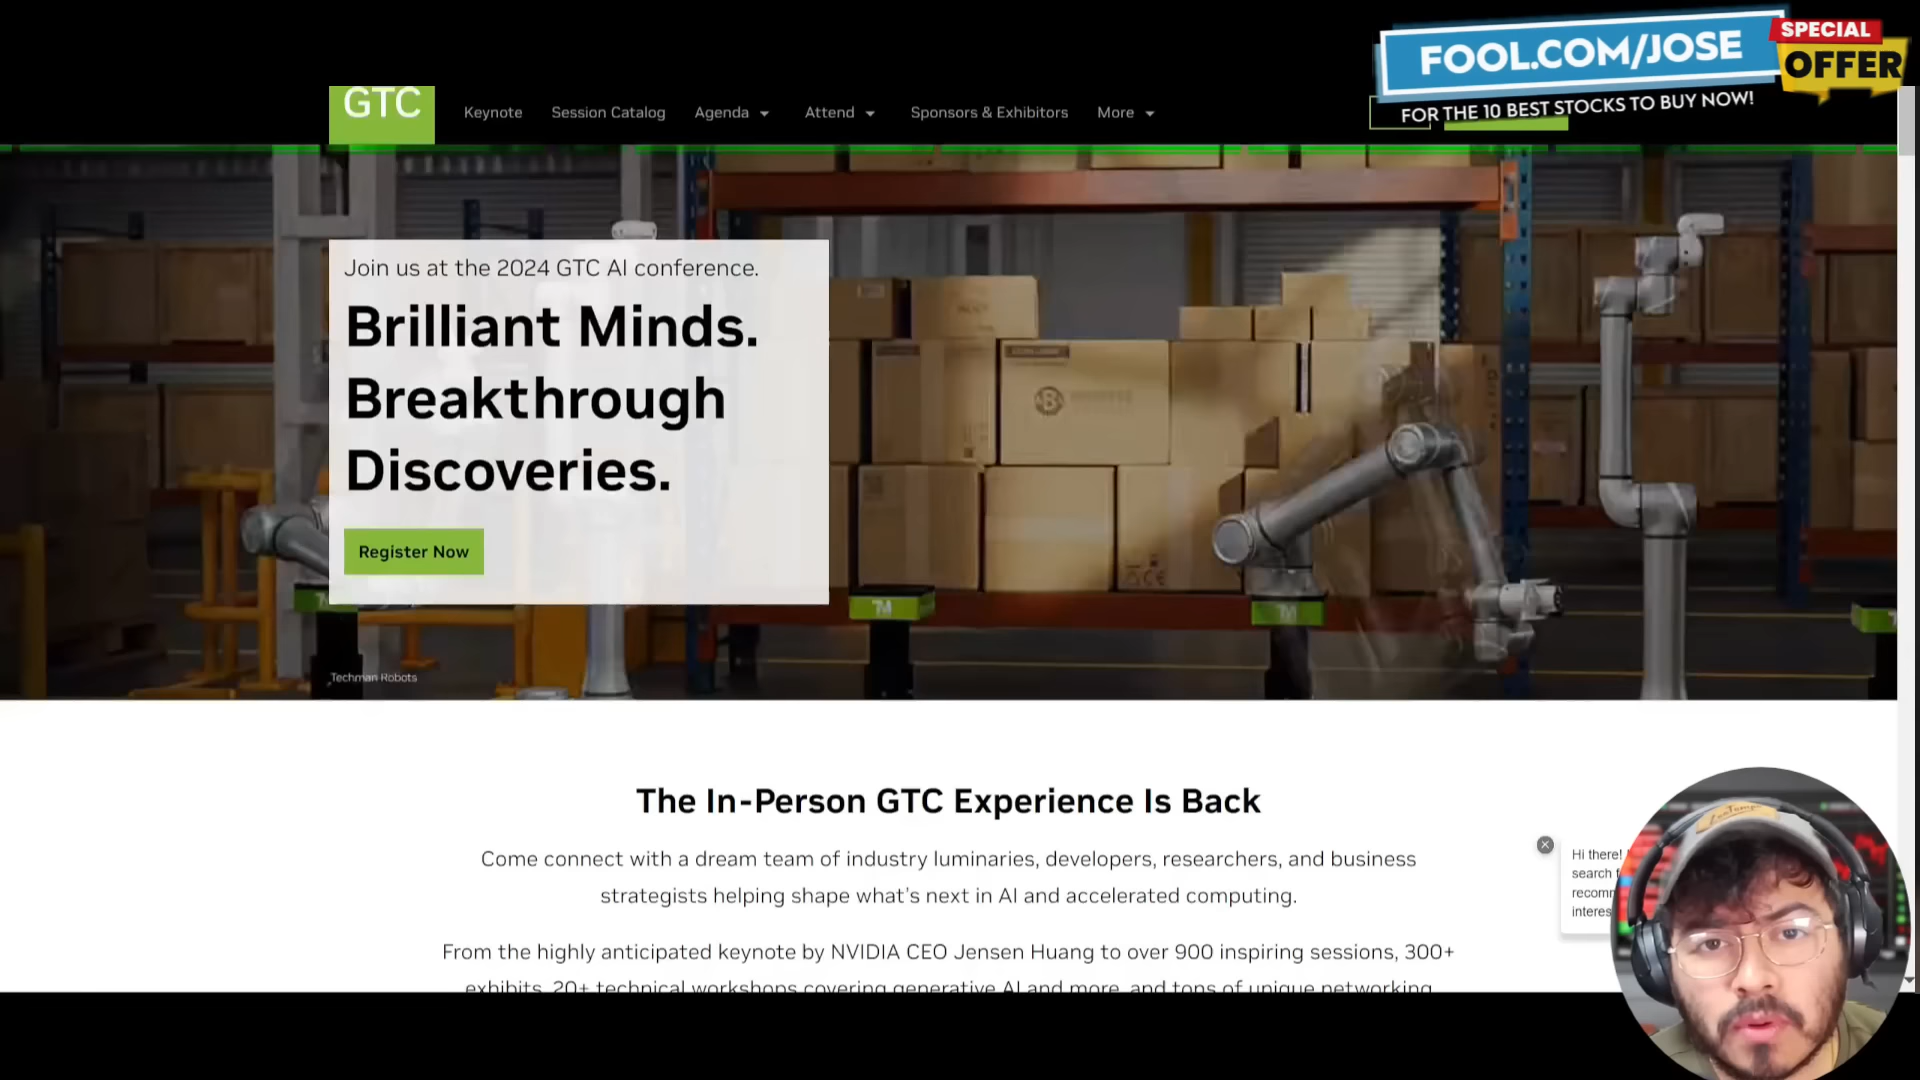 FOOL.COM/JOSE
SPECIAL
OFFER
FOR THE 10 BEST STOCKS TO BUY NOW!
GTC
Keynote
Session Catalog
Agenda
Attend
Sponsors & Exhibitors
More
Join us at the 2024 GTC AI conference.
Brilliant Minds.
Breakthrough
Discoveries.
Register Now
Techman Robots
The In-Person GTC Experience Is Back
Come connect with a dream team of industry luminaries, developers, researchers, and business
strategists helping shape what's next in AI and accelerated computing.
Hi there!
search
From the highly anticipated keynote by NVIDIA CEO Jensen Huang to over 900 inspiring sessions, 300+
exhibits, 20+ technical workshops covering generative AI and more, and tons of unique networking